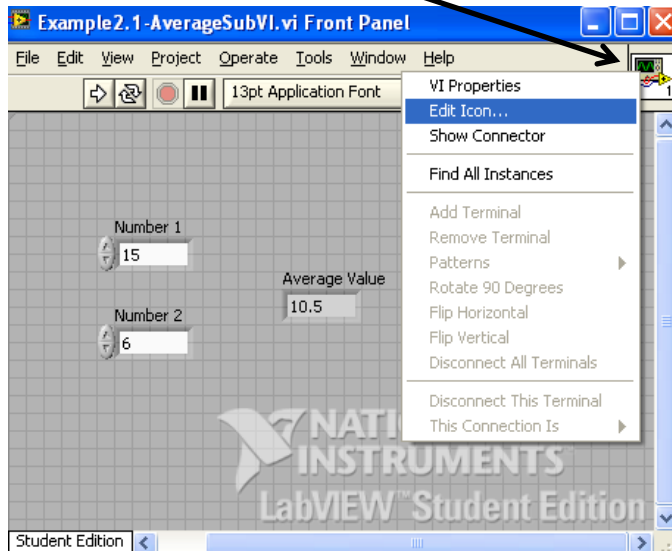 Example2.1-AverageSubVI.vi Front Panel
File Edit View Project Operate Tools Window Help
13pt Application Font
1
VI Properties
Edit Icon...
Show Connector
Find All Instances
Add Terminal
Remove Terminal
Patterns
Rotate 90 Degrees
Flip Horizontal
Flip Vertical
Disconnect All Terminals
Disconnect This Terminal
This Connection Is
Number 1
15
Average Value
10.5
Number 2
6
INSTRUMENTS
LabVIEW™ Student Edition
Student Edition